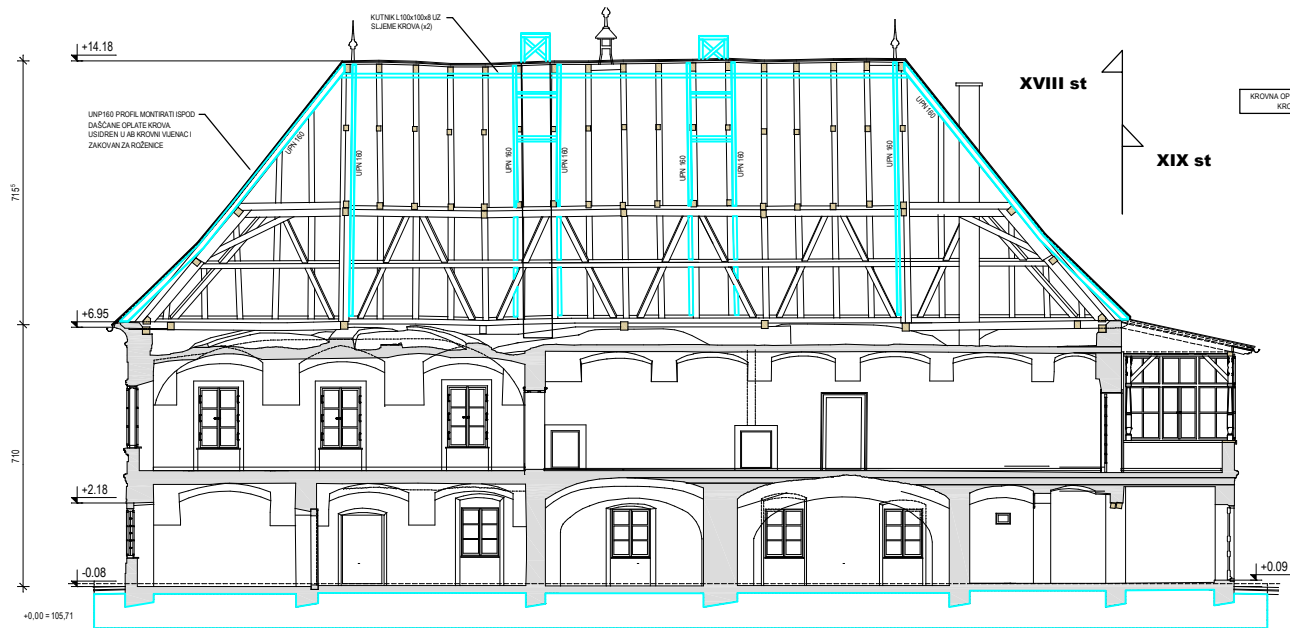 KUTNIK L100x100x8 UZ
SLJEME KROVA (x2)
+14.18
XVIII st
KROVNA OP
KRO
UNP160 PROFIL MONTIRATI ISPOD
DAŠČANE OPLATE KROVA.
USIDREN U AB KROVNI VIJENAC I
ZAKOVAN ZA ROŽENICE
UPN 160
UPN 160
UPN 160
UPN 160
UPN 160
UPN 160
UPN 160
UPN 160
XIX st
715⁵
+6.95
710
+2.18
-0.08
+0.09
+0,00 = 105,71